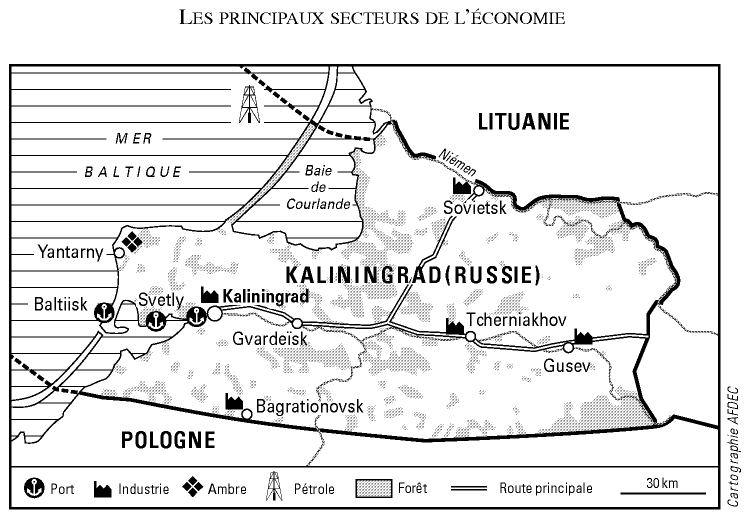 LES PRINCIPAUX SECTEURS DE L'ÉCONOMIE
LITUANIE
MER
BALTIQUE
Baie
de
Courlande
Niémen
Sovietsk
Yantarny
KALININGRAD (RUSSIE)
Baltiisk
Svetly
Kaliningrad
Gvardeisk
Tcherniakhov
Gusev
Bagrationovsk
POLOGNE
Port
Industrie
Ambre
Pétrole
Forêt
Route principale
30 km
Cartographie AFDEC